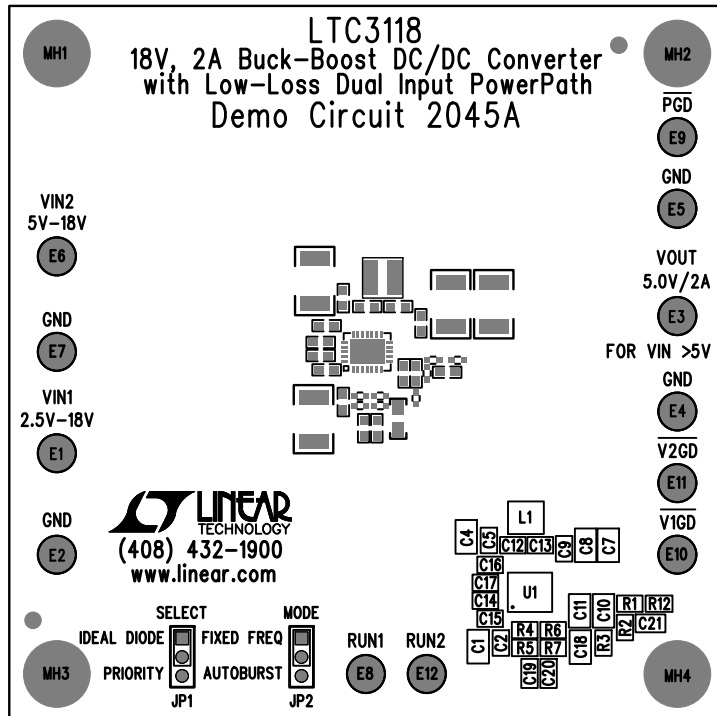 LTC3118
18V, 2A Buck-Boost DC/DC Converter
with Low-Loss Dual Input PowerPath
Demo Circuit 2045A
MH1
MH2
PGD
E9
GND
E5
VIN2
5V-18V
E6
VOUT
5.0V/2A
E3
FOR VIN >5V
GND
E7
GND
E4
VIN1
2.5V-18V
E1
V2GD
E11
GND
E2
V1GD
E10
LINEAR
TECHNOLOGY
(408) 432-1900
www.linear.com
L1
C4
C5
C12
C13
C9
C8
C7
C16
C17
C14
C15
U1
C1
C2
R4
R6
R5
R7
C19
C20
C11
C10
C18
R3
R1
R12
R2
C21
SELECT
IDEAL DIODE
PRIORITY
JP1
MODE
FIXED FREQ
AUTOBURST
JP2
RUN1
E8
RUN2
E12
MH3
MH4